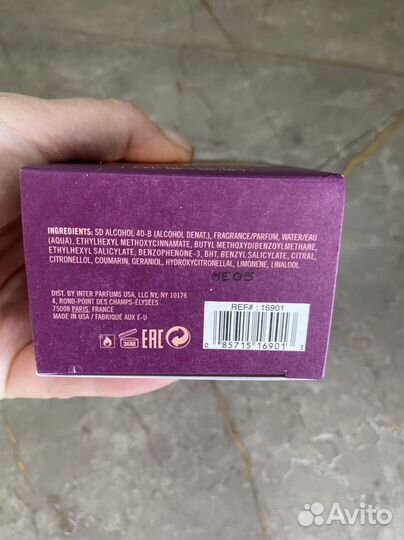 INGREDIENTS: SD ALCOHOL 40-B (ALCOHOL DENAT.), FRAGRANCE/PARFUM, WATER/EAU
(AQUA), ETHYLHEXYL METHOXYCINNAMATE, BUTYL METHOXYDIBENZOYLMETHANE,
ETHYLHEXYL SALICYLATE, BENZOPHENONE-3, BHT, BENZYL SALICYLATE, CITRAL,
CITRONELLOL, COUMARIN, GERANIOL, HYDROXYCITRONELLAL, LIMONENE, LINALOOL
ME05
DIST. BY INTER PARFUMS USA, LLC NY, NY 10176
4, ROND-POINT DES CHAMPS-ÉLYSÉES
75008 PARIS, FRANCE
MADE IN USA / FABRIQUÉ AUX É-U
REF# : 16901
0 85715 16901 3
36M
EAC
Avito